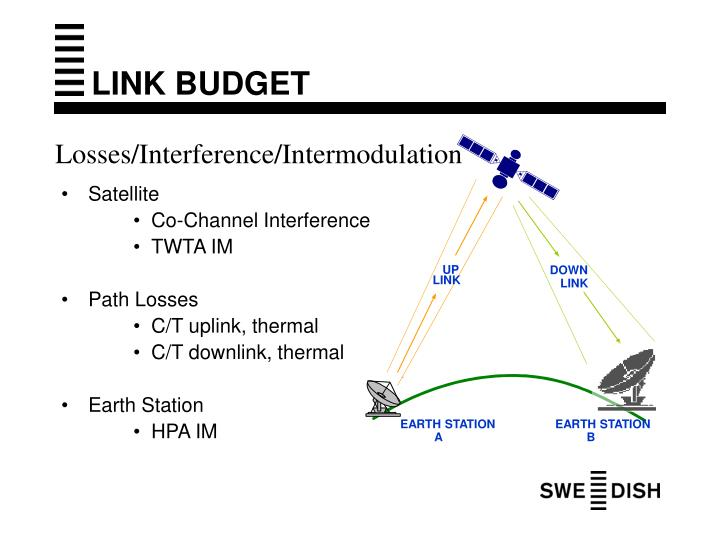 LINK BUDGET
Losses/Interference/Intermodulation
• Satellite
• Co-Channel Interference
• TWTA IM
• Path Losses
• C/T uplink, thermal
• C/T downlink, thermal
• Earth Station
• HPA IM
UP
LINK
DOWN
LINK
EARTH STATION
A
EARTH STATION
B
SWE DISH